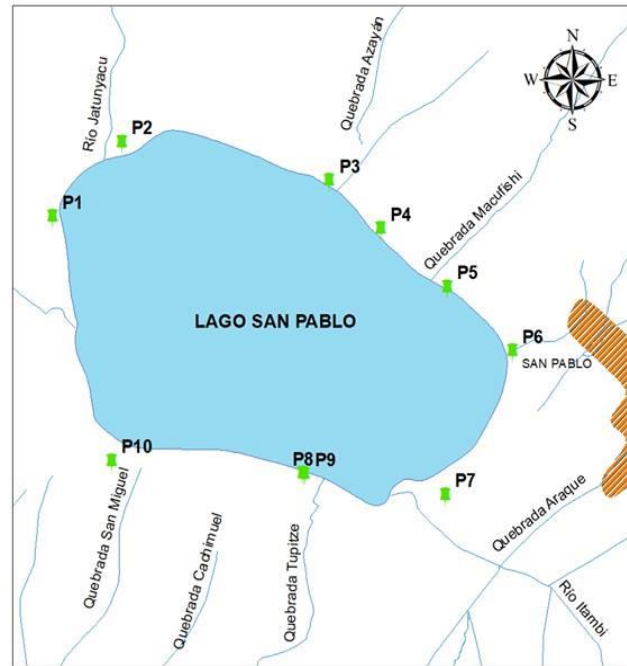 N
W E
S
Río Jatunyacu
Quebrada Azayán
P2
P3
P1
P4
Quebrada Macufishi
P5
LAGO SAN PABLO
P6
SAN PABLO
P10
P8 P9
P7
Quebrada San Miguel
Quebrada Cachimuel
Quebrada Tupitze
Quebrada Araque
Río Itambi